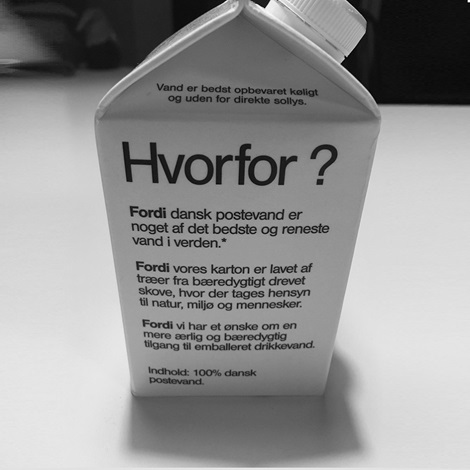 Vand er bedst opbevaret køligt
og uden for direkte sollys.
Hvorfor ?
Fordi dansk postevand er
noget af det bedste og reneste
vand i verden.*
Fordi vores karton er lavet af
træer fra bæredygtigt drevet
skove, hvor der tages hensyn
til natur, miljø og mennesker.
Fordi vi har et ønske om en
mere ærlig og bæredygtig
tilgang til emballeret drikkevand.
Indhold: 100% dansk
postevand.